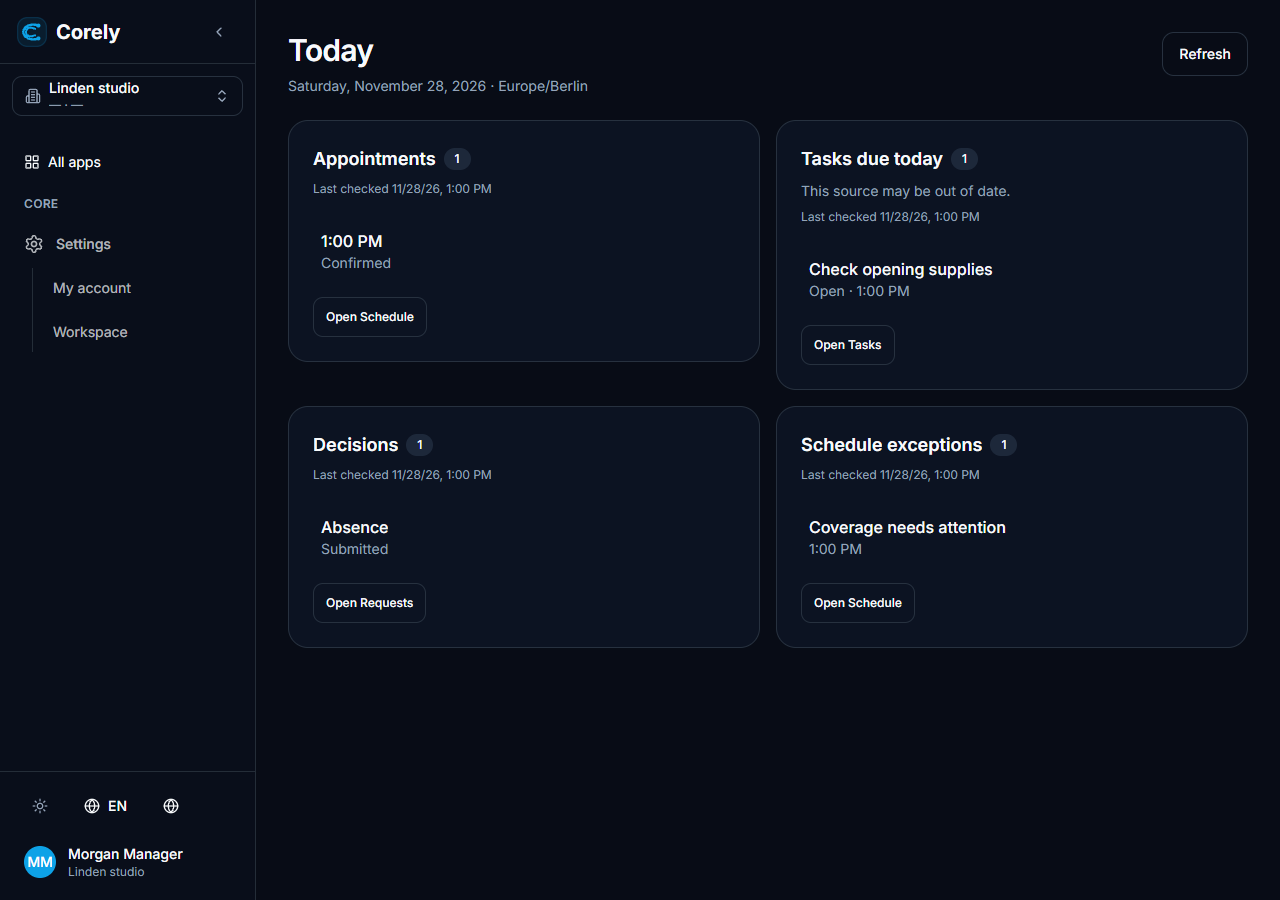 Corely
Linden studio
— · —
All apps
CORE
Settings
My account
Workspace
EN
MM
Morgan Manager
Linden studio
Today
Saturday, November 28, 2026 · Europe/Berlin
Refresh
Appointments 1
Last checked 11/28/26, 1:00 PM
1:00 PM
Confirmed
Open Schedule
Tasks due today 1
This source may be out of date.
Last checked 11/28/26, 1:00 PM
Check opening supplies
Open · 1:00 PM
Open Tasks
Decisions 1
Last checked 11/28/26, 1:00 PM
Absence
Submitted
Open Requests
Schedule exceptions 1
Last checked 11/28/26, 1:00 PM
Coverage needs attention
1:00 PM
Open Schedule